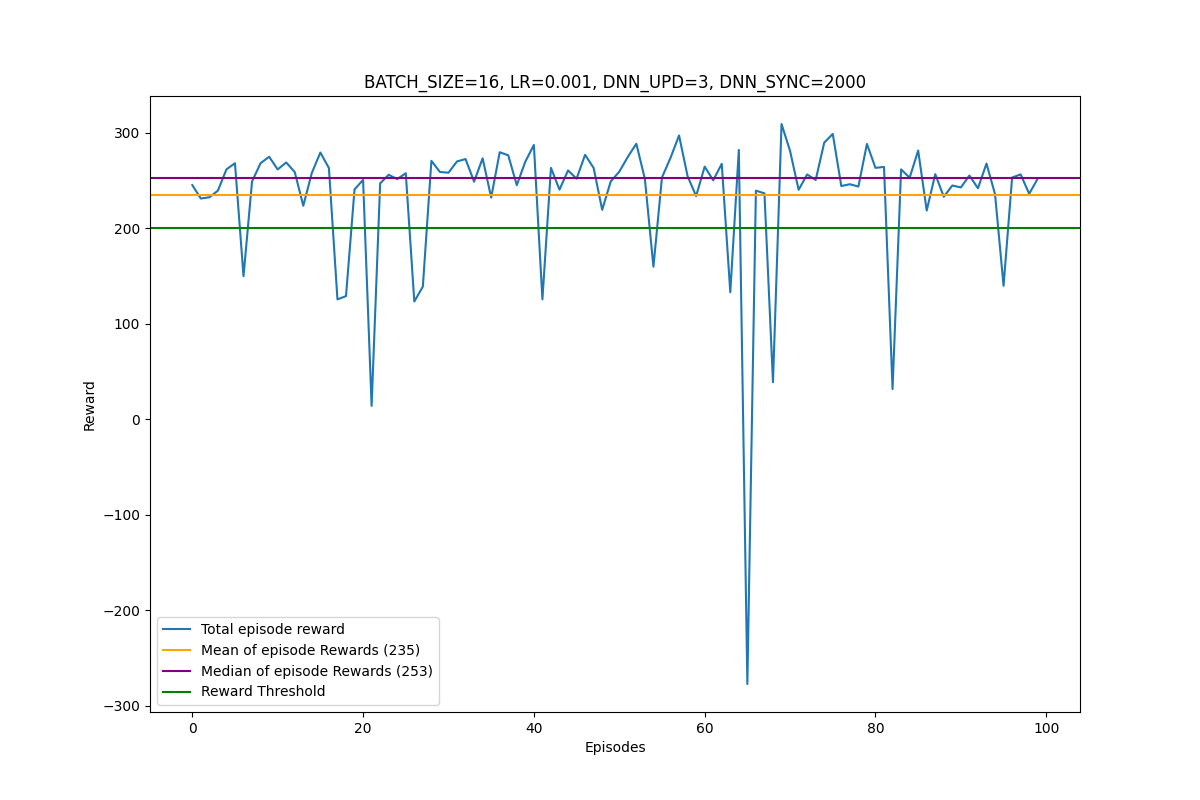 BATCH_SIZE=16, LR=0.001, DNN_UPD=3, DNN_SYNC=2000
300
200
100
0
−100
−200
−300
Reward
Total episode reward
Mean of episode Rewards (235)
Median of episode Rewards (253)
Reward Threshold
0 20 40 60 80 100
Episodes